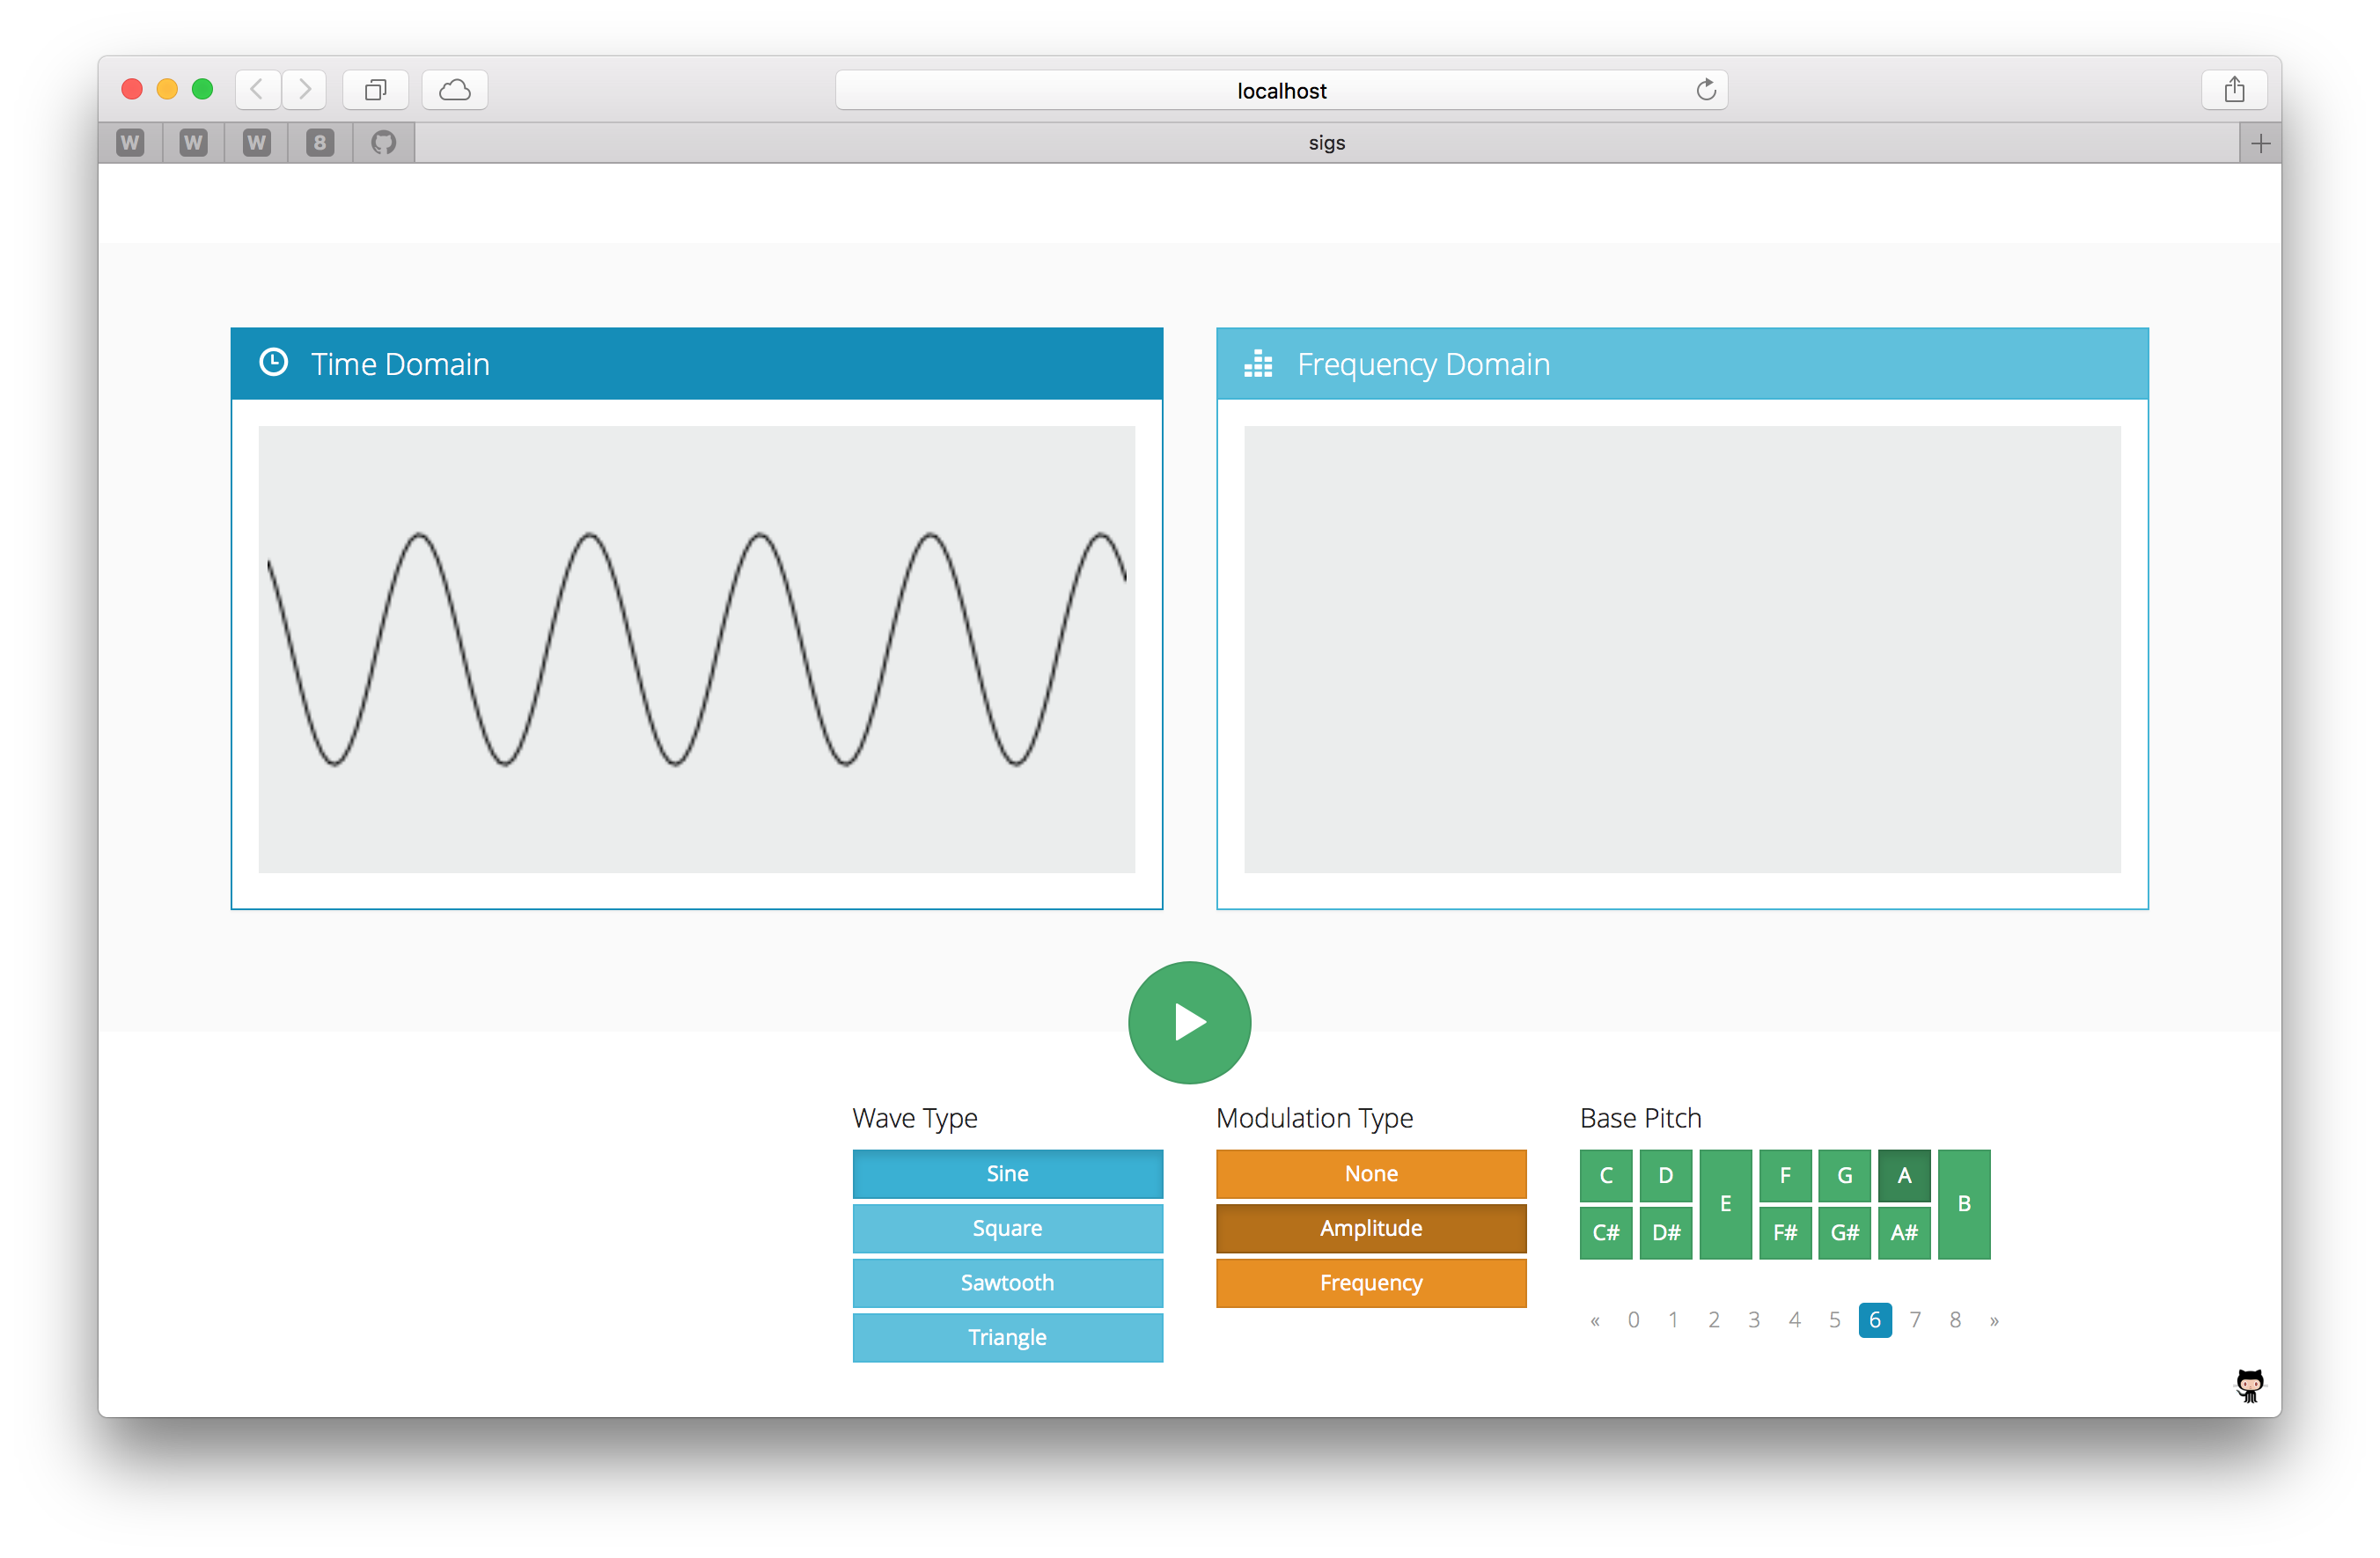 localhost
W W W 8 sigs
Time Domain
Frequency Domain
Wave Type
Sine
Square
Sawtooth
Triangle
Modulation Type
None
Amplitude
Frequency
Base Pitch
C D E F G A B
C# D# F# G# A#
« 0 1 2 3 4 5 6 7 8 »